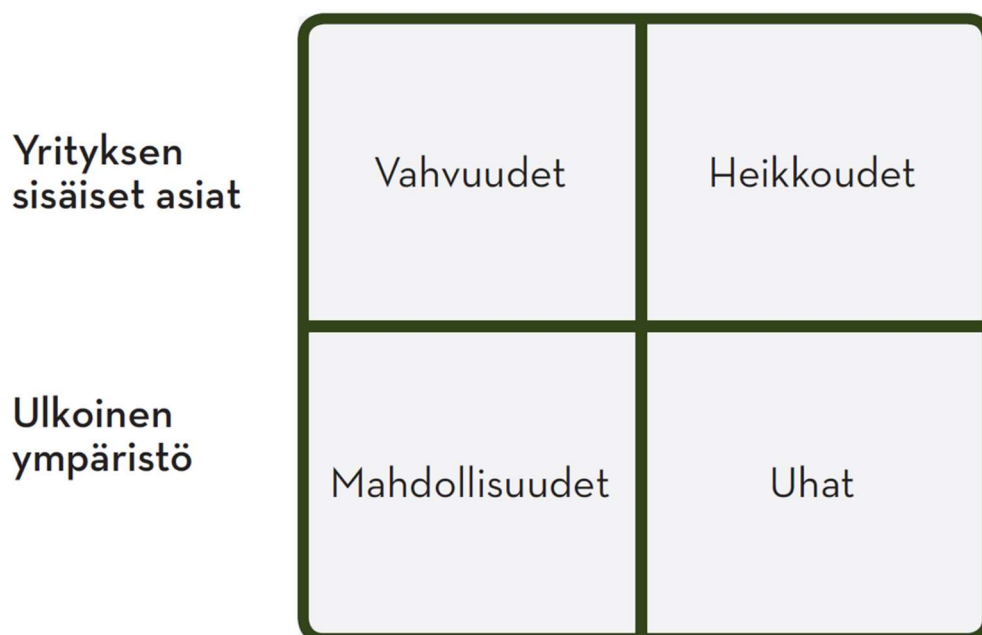 Yrityksen
sisäiset asiat
Vahvuudet
Heikkoudet
Ulkoinen
ympäristö
Mahdollisuudet
Uhat